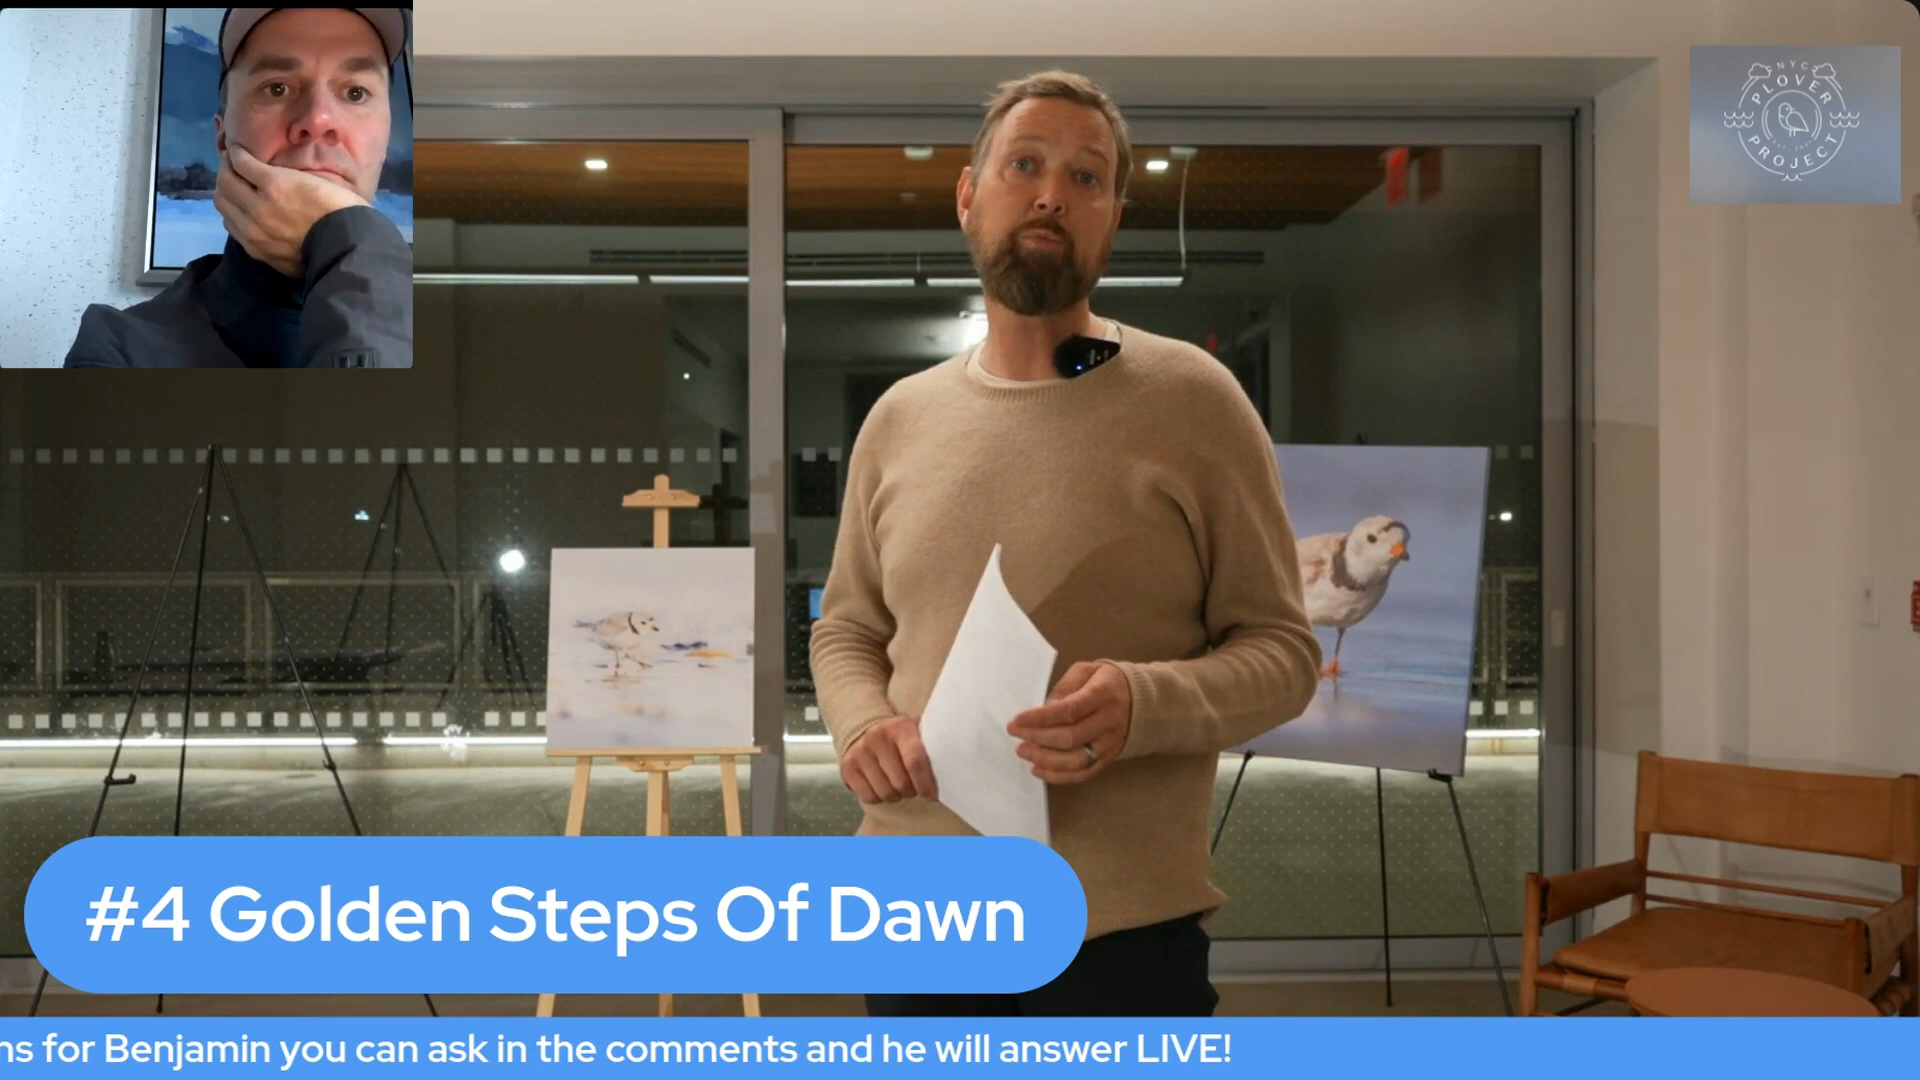 NYC
PLOVER
PROJECT
#4 Golden Steps Of Dawn
ns for Benjamin you can ask in the comments and he will answer LIVE!